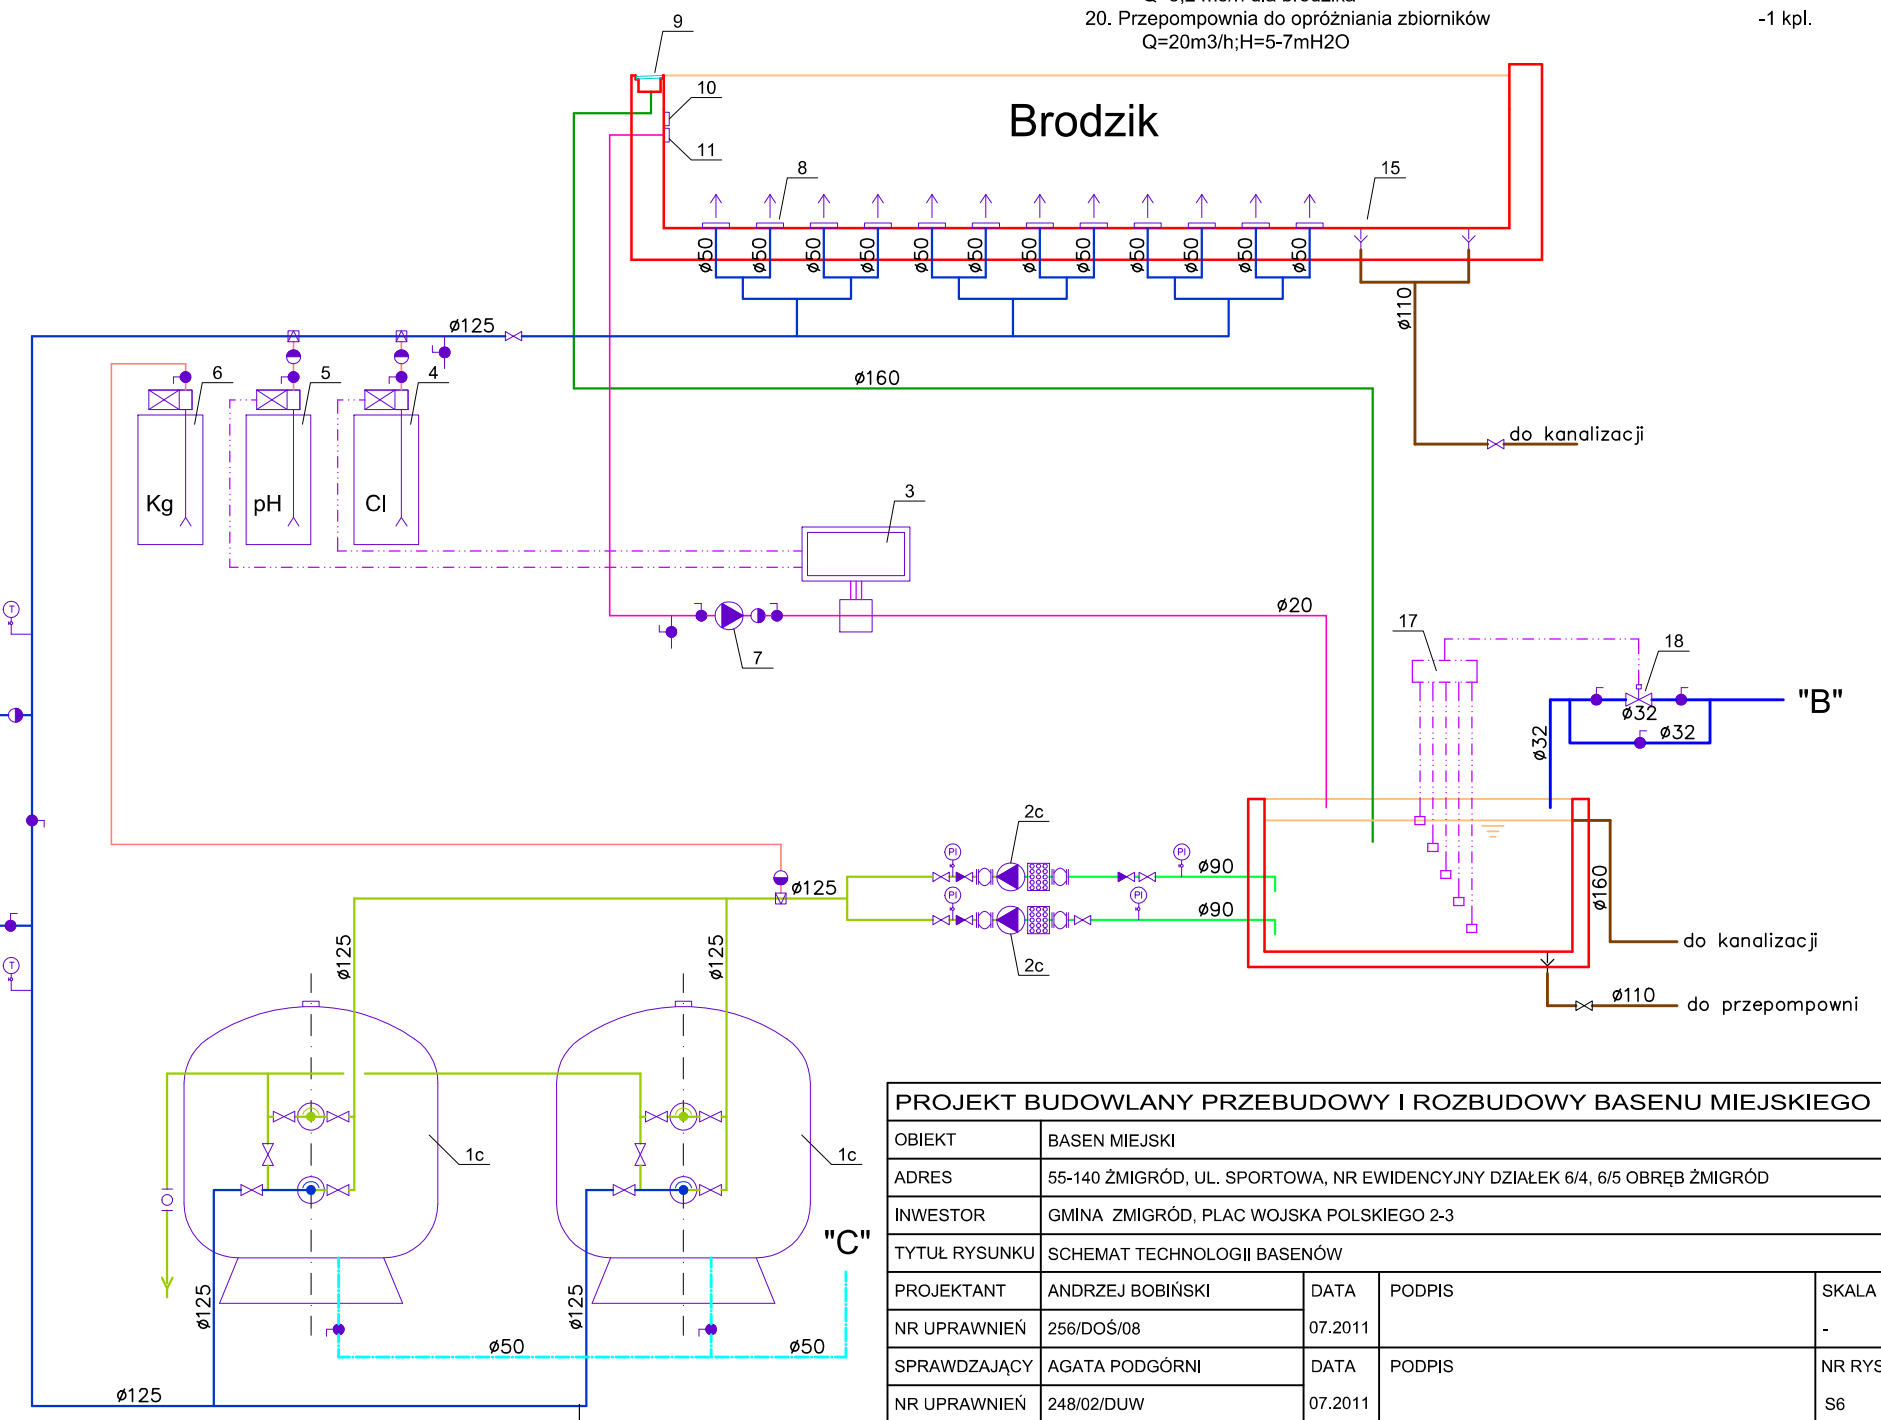 20. Przepompownia do opróżniania zbiorników -1 kpl.
Q=20m3/h;H=5-7mH2O
9
10
11
Brodzik
8
15
ø50 ø50 ø50 ø50 ø50 ø50 ø50 ø50 ø50 ø50 ø50 ø50
ø110
ø125
6 5 4
ø160
do kanalizacji
Kg pH Cl
3
T
ø20
7
17
18
"B"
ø32
ø32
ø32
2c
PI PI
ø90
ø125
PI PI
ø90
ø160
2c
do kanalizacji
ø125 ø125
T
ø110 do przepompowni
1c 1c
"C"
ø125 ø125
ø50 ø50
ø125
PROJEKT BUDOWLANY PRZEBUDOWY I ROZBUDOWY BASENU MIEJSKIEGO
OBIEKT BASEN MIEJSKI
ADRES 55-140 ŻMIGRÓD, UL. SPORTOWA, NR EWIDENCYJNY DZIAŁEK 6/4, 6/5 OBRĘB ŻMIGRÓD
INWESTOR GMINA ZMIGRÓD, PLAC WOJSKA POLSKIEGO 2-3
TYTUŁ RYSUNKU SCHEMAT TECHNOLOGII BASENÓW
PROJEKTANT ANDRZEJ BOBIŃSKI DATA PODPIS SKALA
NR UPRAWNIEŃ 256/DOŚ/08 07.2011 -
SPRAWDZAJĄCY AGATA PODGÓRNI DATA PODPIS NR RYS
NR UPRAWNIEŃ 248/02/DUW 07.2011 S6